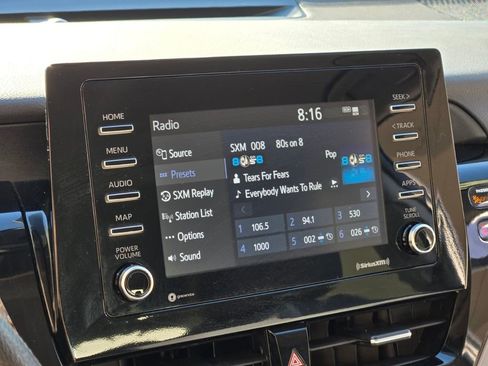 HOME
MENU
AUDIO
MAP
POWER
VOLUME
Radio
8:16
Source
Presets
SXM Replay
Station List
Options
Sound
SXM 008 80s on 8
Pop
Tears For Fears
Everybody Wants To Rule
1 106.5
2 94.1
3 530
4 1000
5 002
6 026
SEEK >
< TRACK
PHONE
APPS
TUNE
SCROLL
((SiriusXM))